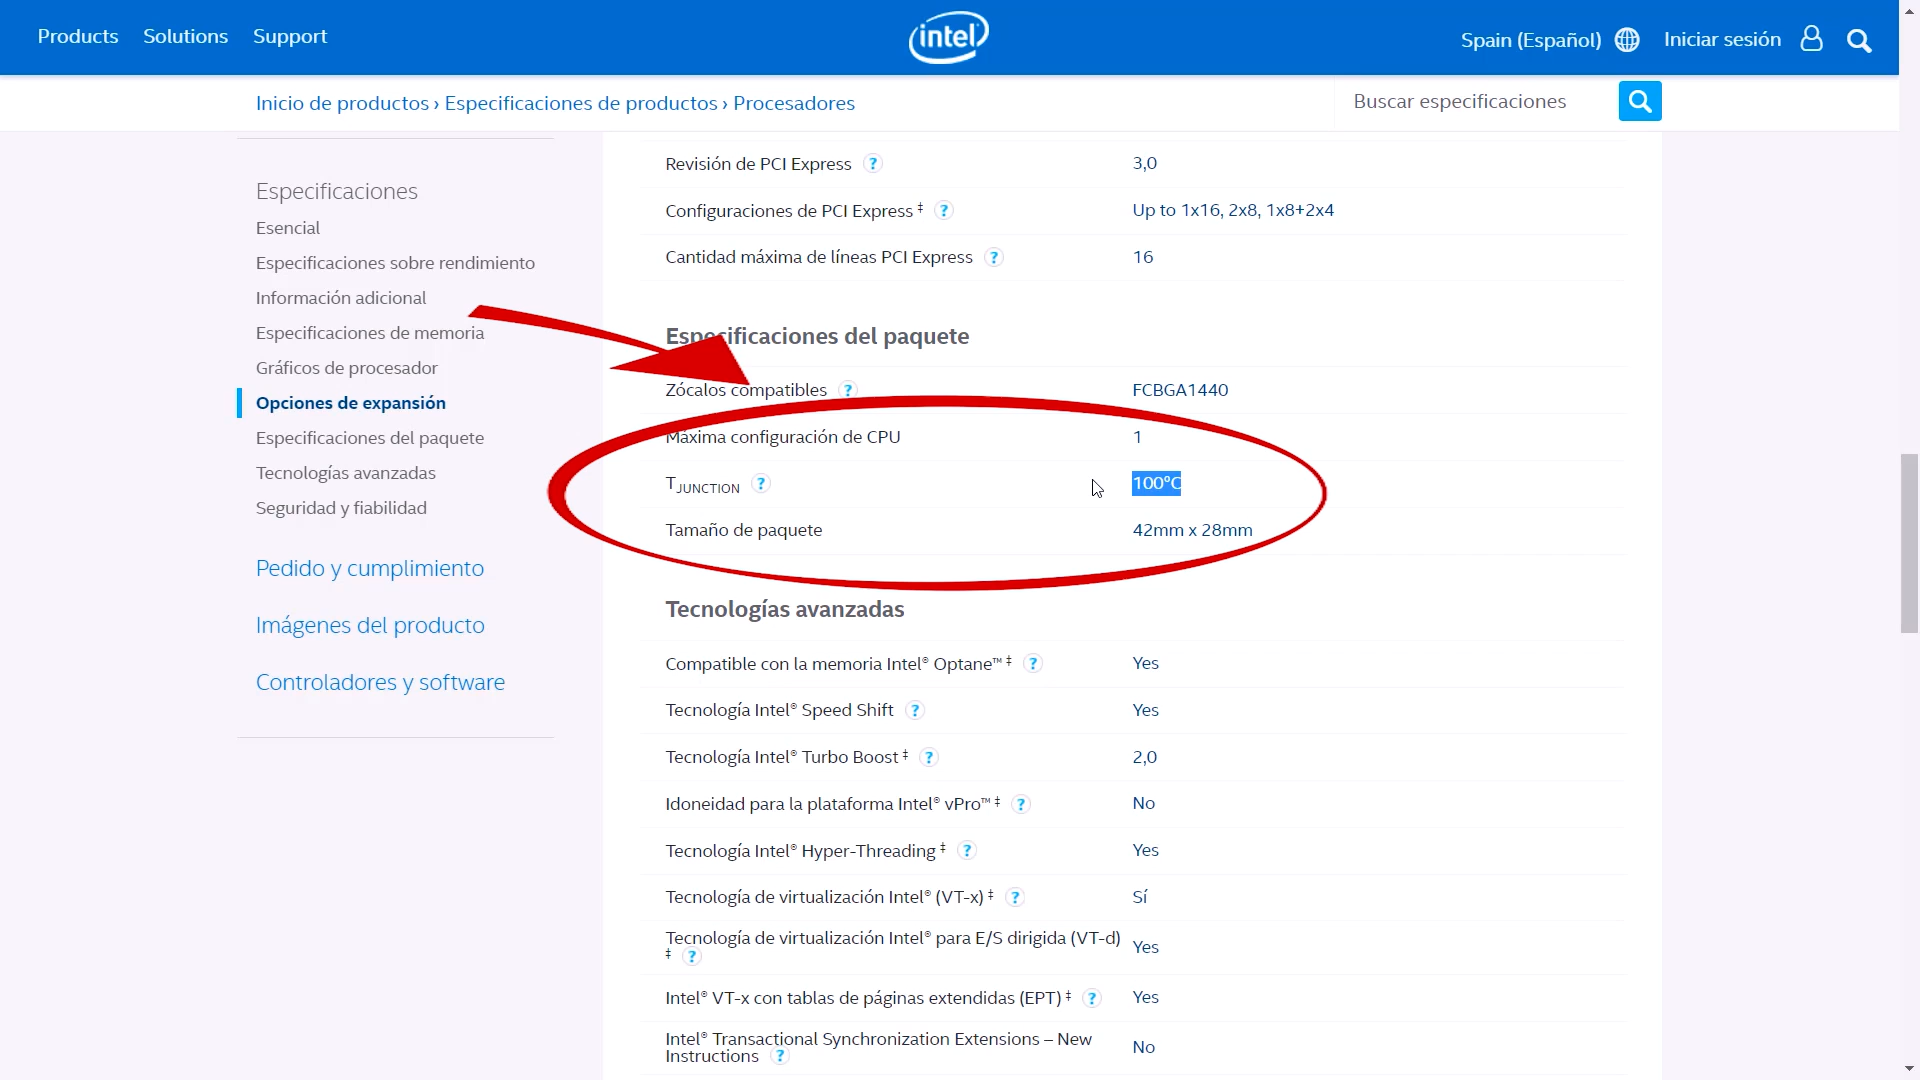 Products Solutions Support
intel
Spain (Español) Iniciar sesión
Inicio de productos › Especificaciones de productos › Procesadores
Buscar especificaciones
Especificaciones
Esencial
Especificaciones sobre rendimiento
Información adicional
Especificaciones de memoria
Gráficos de procesador
Opciones de expansión
Especificaciones del paquete
Tecnologías avanzadas
Seguridad y fiabilidad
Pedido y cumplimiento
Imágenes del producto
Controladores y software
Revisión de PCI Express ? 3,0
Configuraciones de PCI Express ‡ ? Up to 1x16, 2x8, 1x8+2x4
Cantidad máxima de líneas PCI Express ? 16
Especificaciones del paquete
Zócalos compatibles ? FCBGA1440
Máxima configuración de CPU 1
TJUNCTION ? 100°C
Tamaño de paquete 42mm x 28mm
Tecnologías avanzadas
Compatible con la memoria Intel® Optane™ ‡ ? Yes
Tecnología Intel® Speed Shift ? Yes
Tecnología Intel® Turbo Boost ‡ ? 2,0
Idoneidad para la plataforma Intel® vPro™ ‡ ? No
Tecnología Intel® Hyper-Threading ‡ ? Yes
Tecnología de virtualización Intel® (VT-x) ‡ ? Sí
Tecnología de virtualización Intel® para E/S dirigida (VT-d) Yes
‡ ?
Intel® VT-x con tablas de páginas extendidas (EPT) ‡ ? Yes
Intel® Transactional Synchronization Extensions – New No
Instructions ?